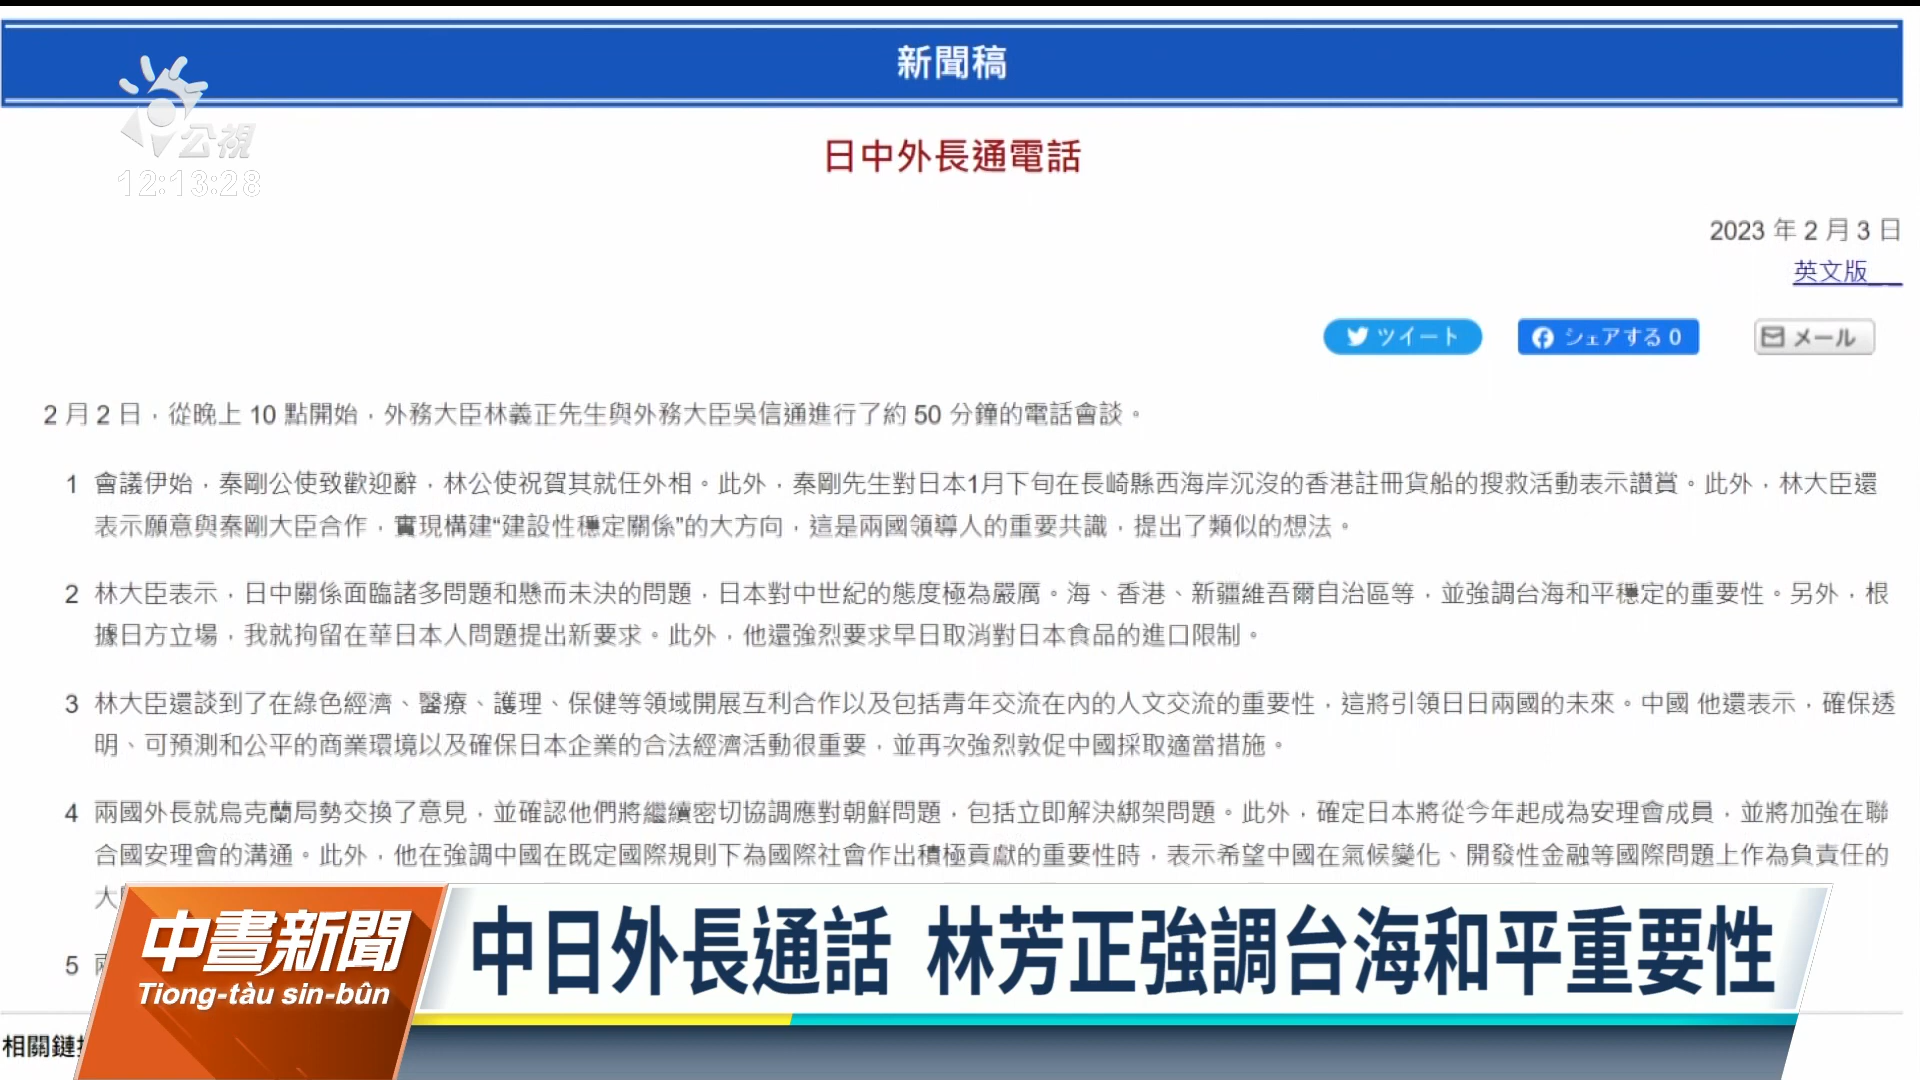 新聞稿
公視
12:13:28
日中外長通電話
2023 年 2 月 3 日
英文版
ツイート
シェアする 0
メール
2 月 2 日，從晚上 10 點開始，外務大臣林義正先生與外務大臣吳信通進行了約 50 分鐘的電話會談。
1 會議伊始，秦剛公使致歡迎辭，林公使祝賀其就任外相。此外，秦剛先生對日本1月下旬在長崎縣西海岸沉沒的香港註冊貨船的搜救活動表示讚賞。此外，林大臣還
表示願意與秦剛大臣合作，實現構建“建設性穩定關係”的大方向，這是兩國領導人的重要共識，提出了類似的想法。
2 林大臣表示，日中關係面臨諸多問題和懸而未決的問題，日本對中世紀的態度極為嚴厲。海、香港、新疆維吾爾自治區等，並強調台海和平穩定的重要性。另外，根
據日方立場，我就拘留在華日本人問題提出新要求。此外，他還強烈要求早日取消對日本食品的進口限制。
3 林大臣還談到了在綠色經濟、醫療、護理、保健等領域開展互利合作以及包括青年交流在內的人文交流的重要性，這將引領日日兩國的未來。中國 他還表示，確保透
明、可預測和公平的商業環境以及確保日本企業的合法經濟活動很重要，並再次強烈敦促中國採取適當措施。
4 兩國外長就烏克蘭局勢交換了意見，並確認他們將繼續密切協調應對朝鮮問題，包括立即解決綁架問題。此外，確定日本將從今年起成為安理會成員，並將加強在聯
合國安理會的溝通。此外，他在強調中國在既定國際規則下為國際社會作出積極貢獻的重要性時，表示希望中國在氣候變化、開發性金融等國際問題上作為負責任的
大
5
相關鏈
中晝新聞
Tiong-tàu sin-bûn
中日外長通話 林芳正強調台海和平重要性